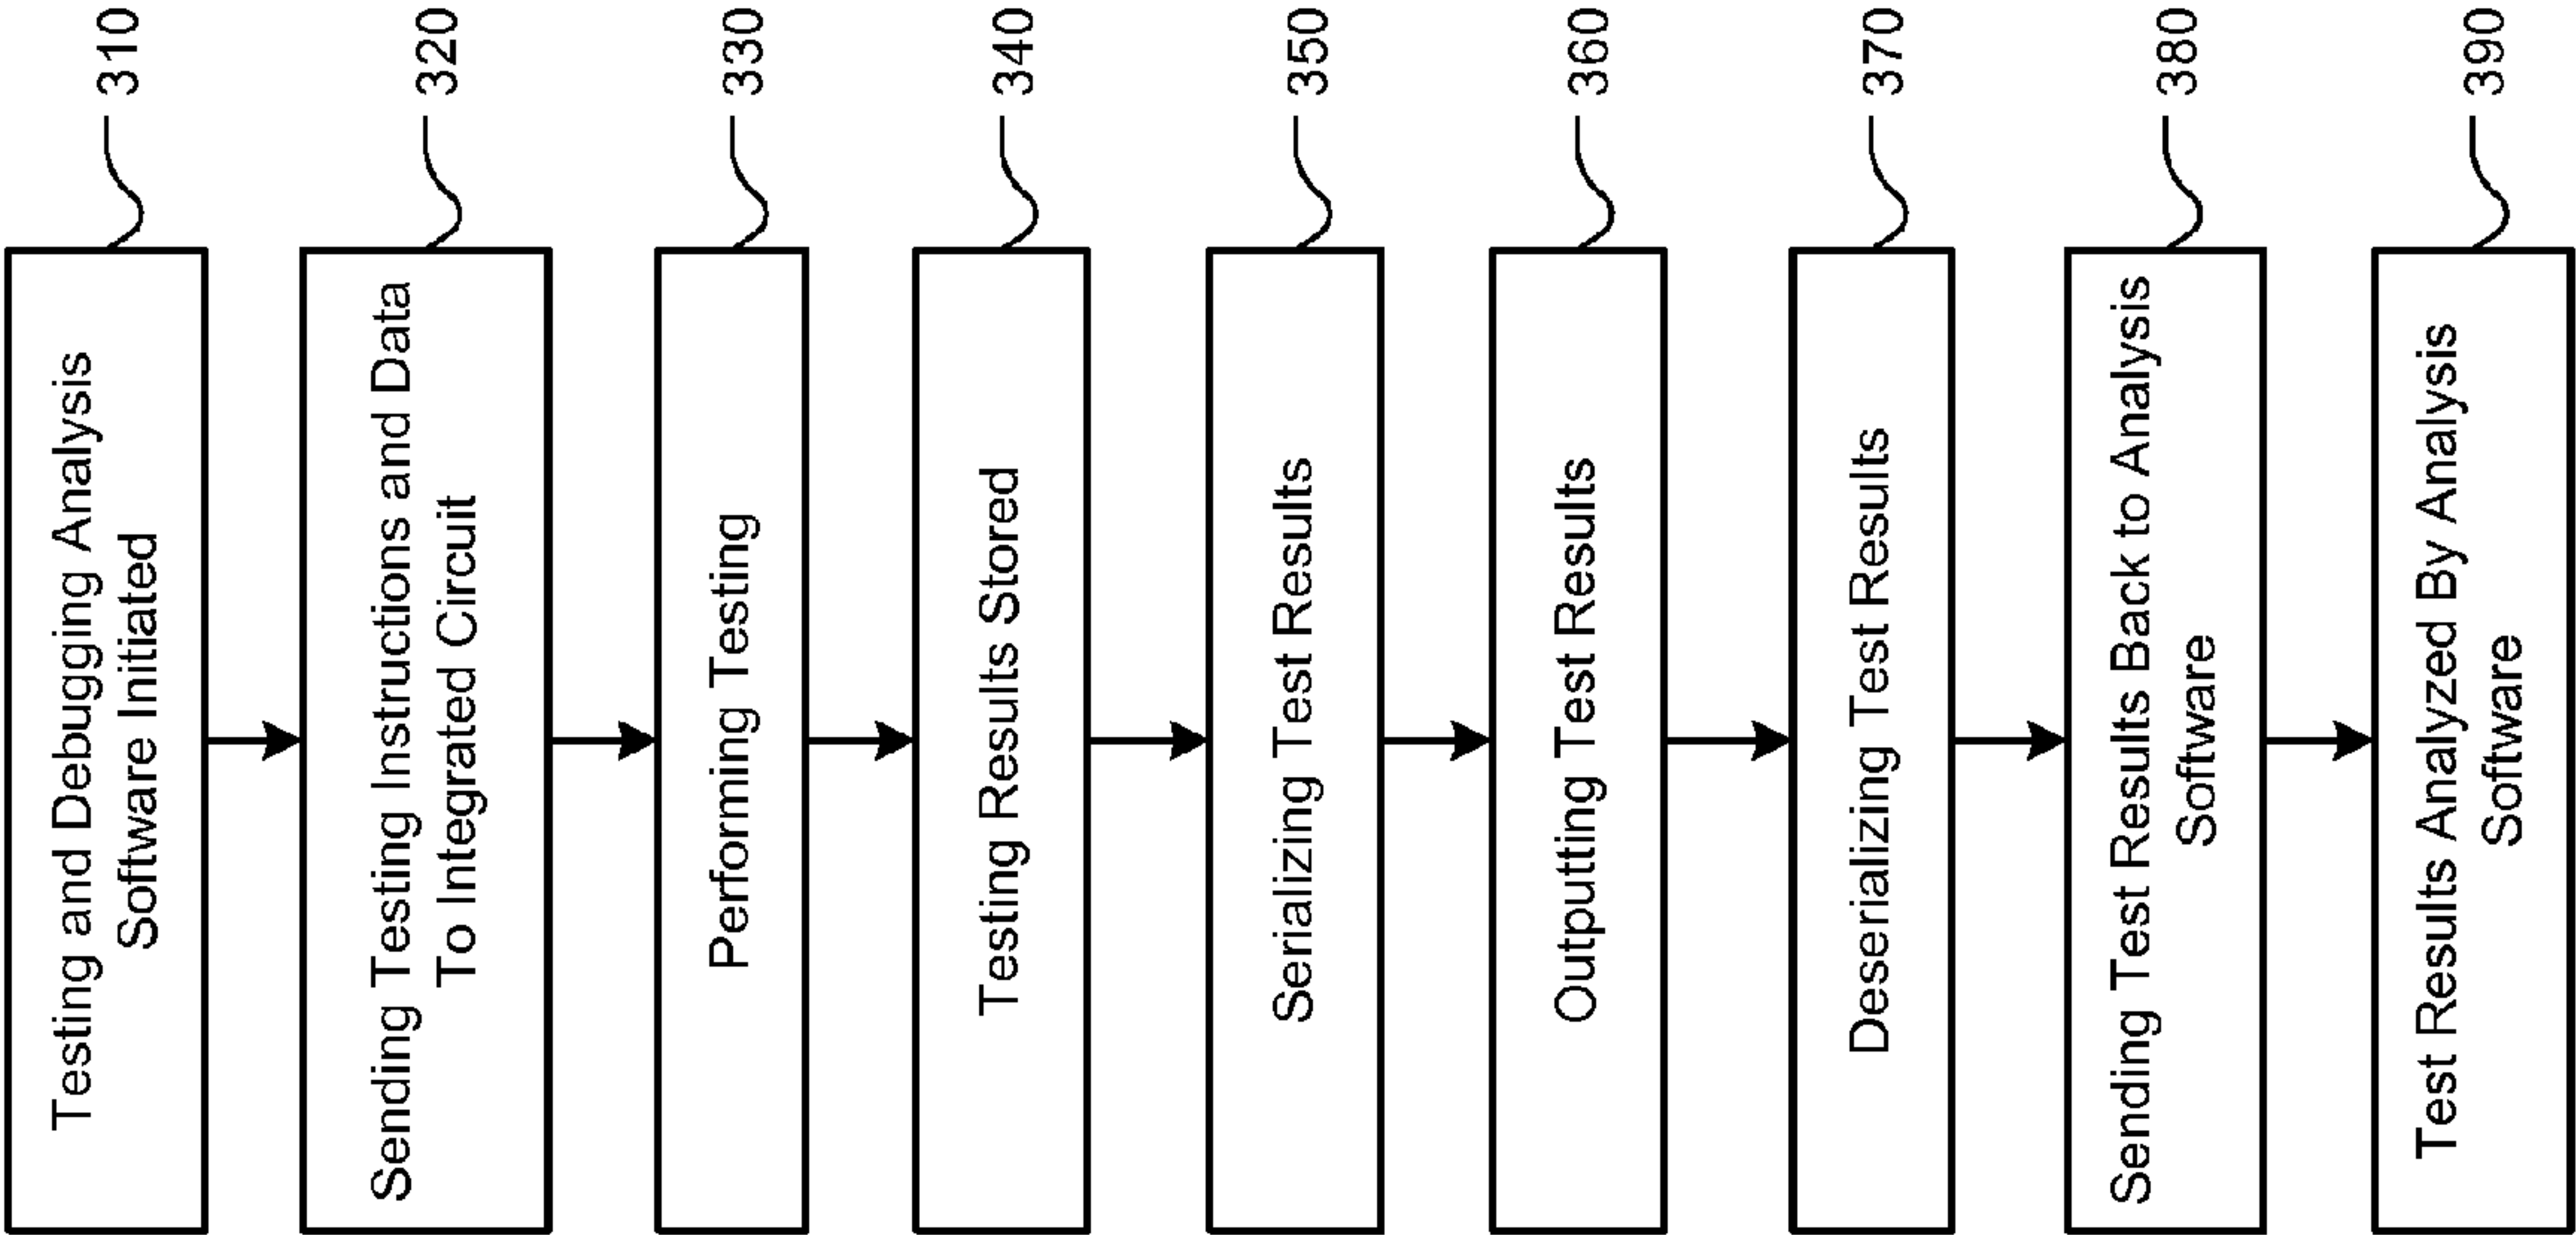 Testing and Debugging Analysis
Software Initiated
310
Sending Testing Instructions and Data
To Integrated Circuit
320
Performing Testing
330
Testing Results Stored
340
Serializing Test Results
350
Outputting Test Results
360
Deserializing Test Results
370
Sending Test Results Back to Analysis
Software
380
Test Results Analyzed By Analysis
Software
390